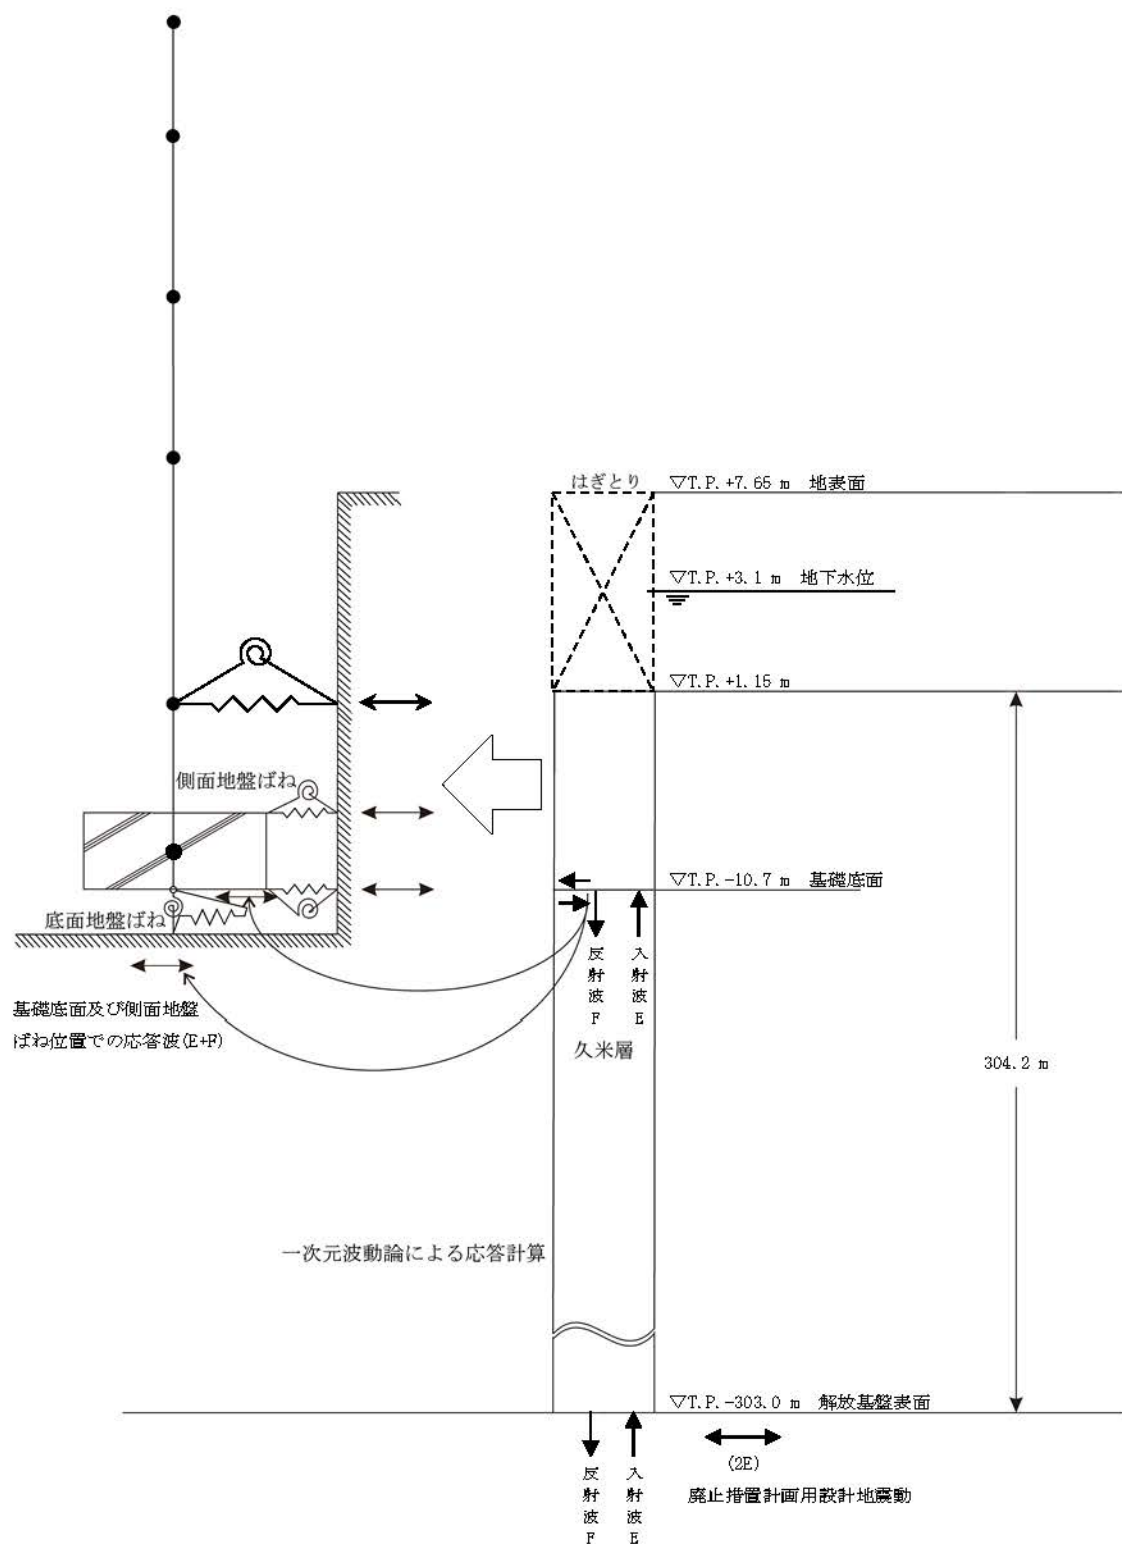 はぎとり
▽T.P.+7.65 m 地表面
▽T.P.+3.1 m 地下水位
▽T.P.+1.15 m
側面地盤ばね
▽T.P.-10.7 m 基礎底面
底面地盤ばね
反射波F
入射波E
基礎底面及び側面地盤
ばね位置での応答波(E+F)
久米層
304.2 m
一次元波動論による応答計算
▽T.P.-303.0 m 解放基盤表面
(2E)
廃止措置計画用設計地震動
反射波F
入射波E